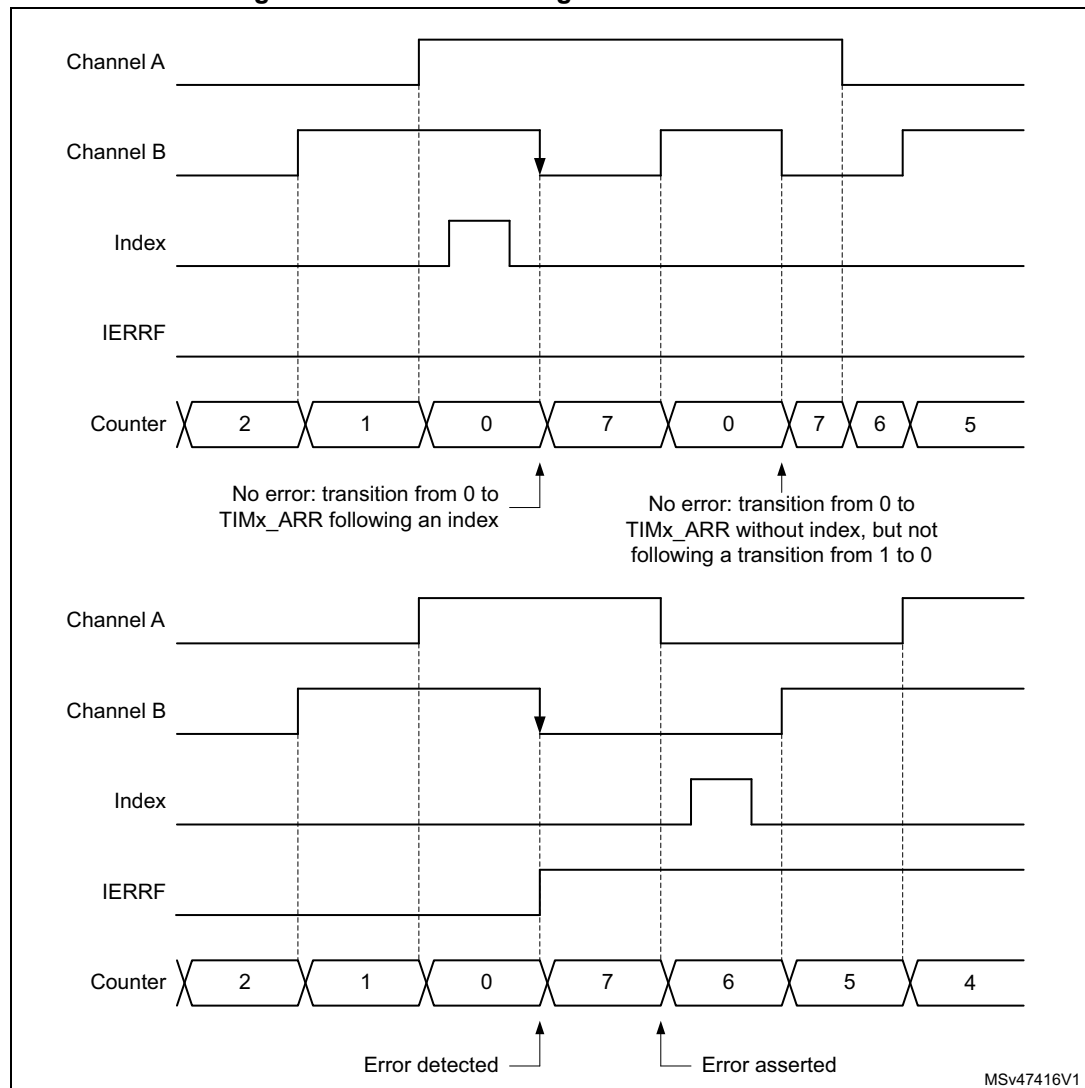 Channel A
Channel B
Index
IERRF
Counter 2 1 0 7 0 7 6 5
No error: transition from 0 to
TIMx_ARR following an index
No error: transition from 0 to
TIMx_ARR without index, but not
following a transition from 1 to 0
Channel A
Channel B
Index
IERRF
Counter 2 1 0 7 6 5 4
Error detected
Error asserted
MSv47416V1